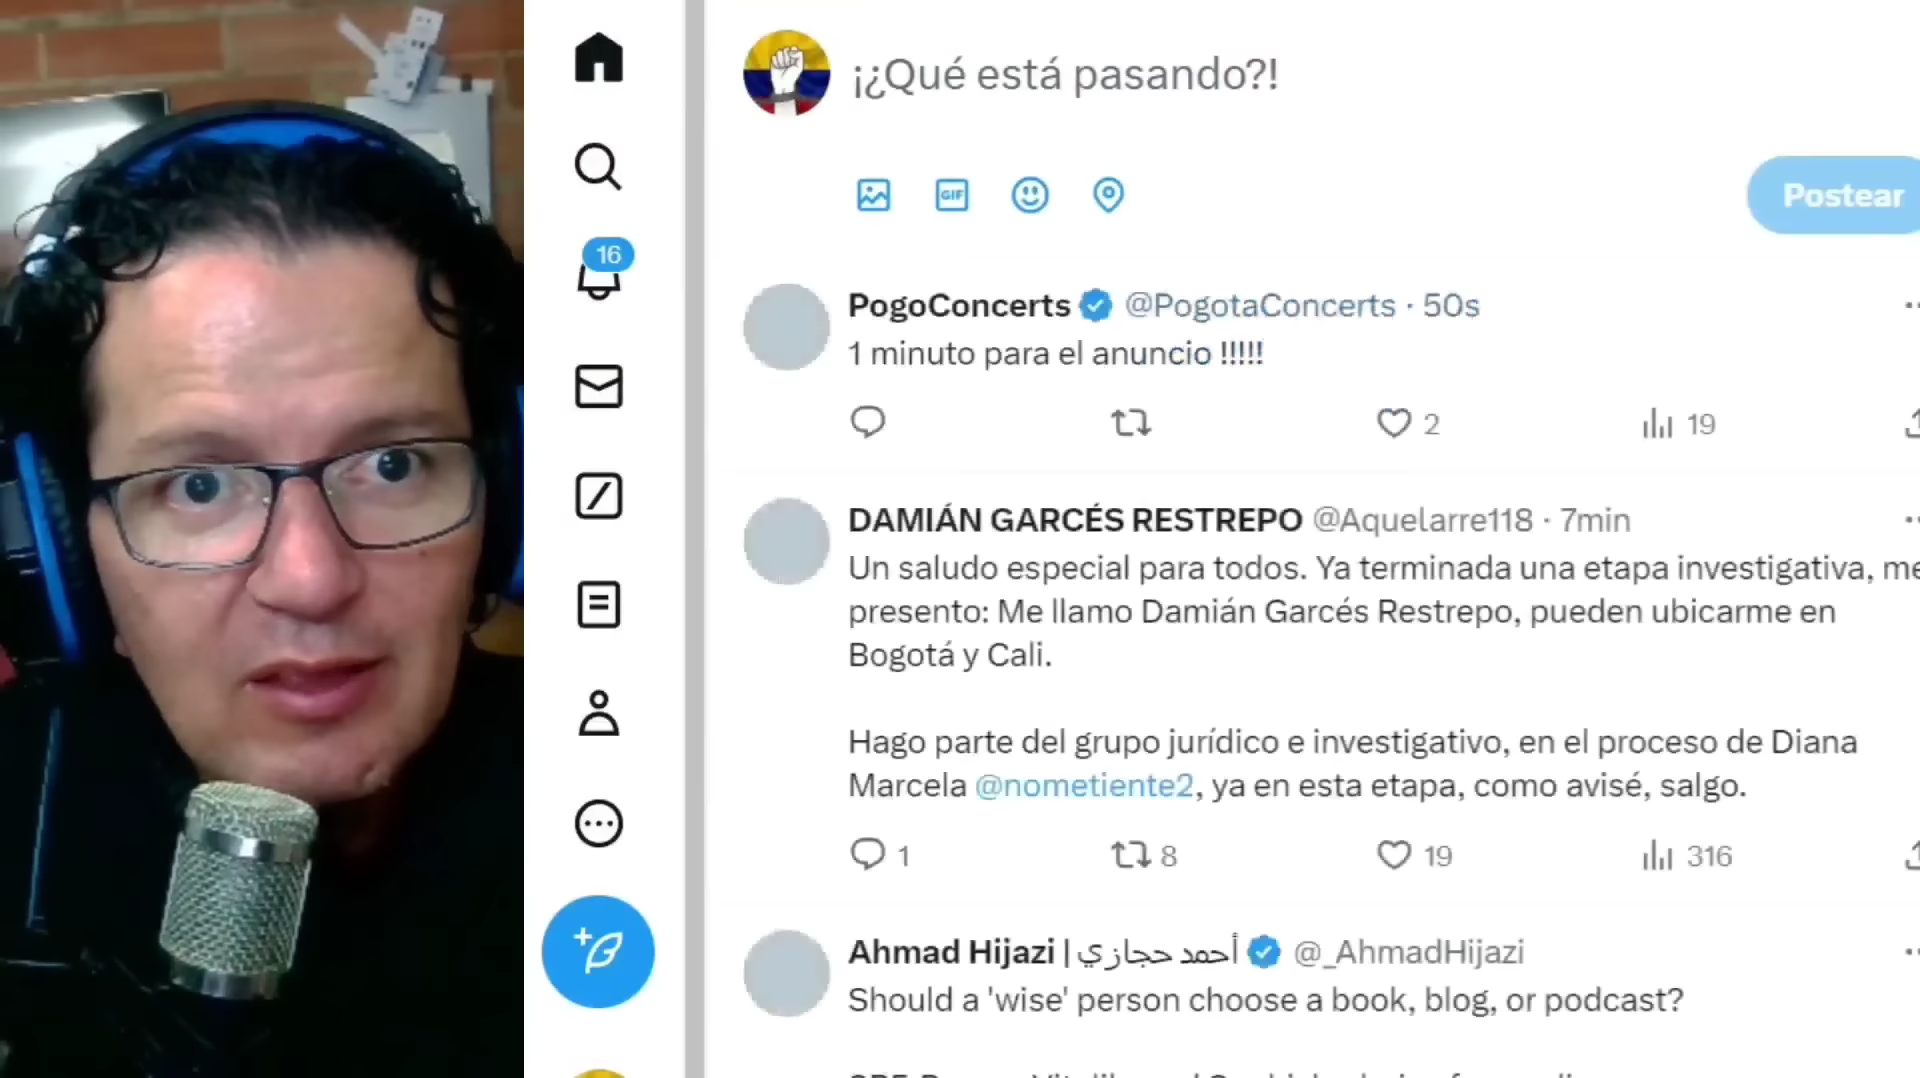 ¡¿Qué está pasando?!
GIF
Postear
16
PogoConcerts @PogotaConcerts · 50s
1 minuto para el anuncio !!!!!
2 19
DAMIÁN GARCÉS RESTREPO @Aquelarre118 · 7min
Un saludo especial para todos. Ya terminada una etapa investigativa, me
presento: Me llamo Damián Garcés Restrepo, pueden ubicarme en
Bogotá y Cali.
Hago parte del grupo jurídico e investigativo, en el proceso de Diana
Marcela @nometiente2, ya en esta etapa, como avisé, salgo.
1 8 19 316
Ahmad Hijazi | أحمد حجازي @_AhmadHijazi
Should a 'wise' person choose a book, blog, or podcast?